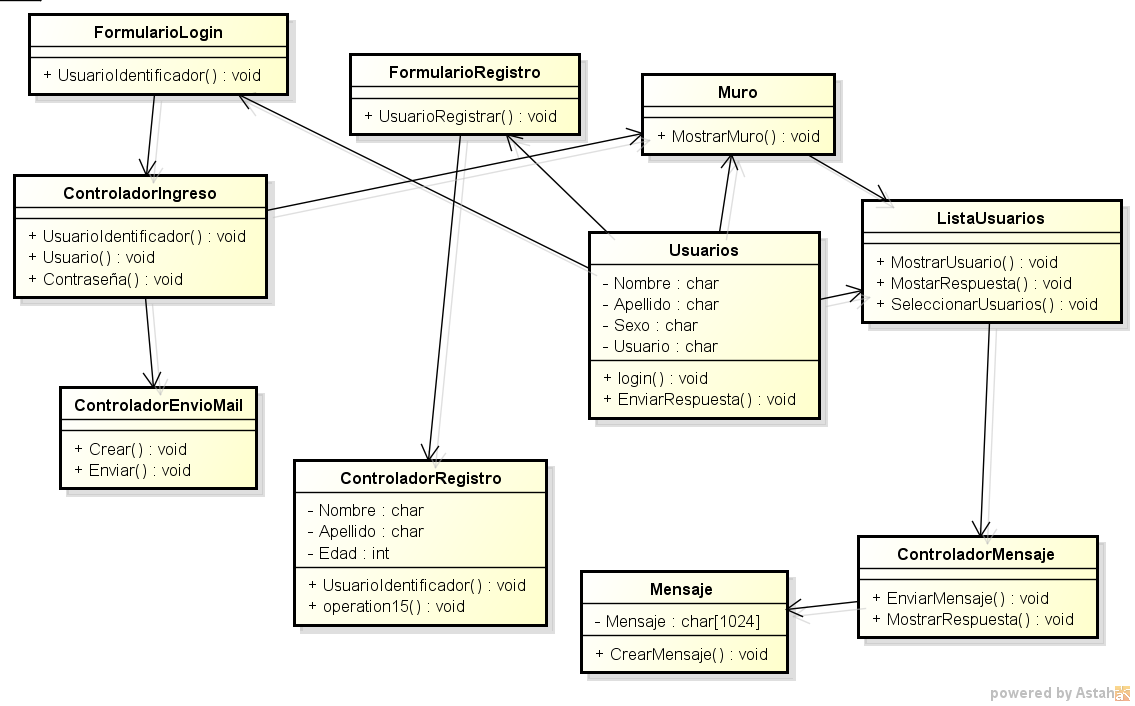 FormularioLogin
+ UsuarioIdentificador() : void
FormularioRegistro
+ UsuarioRegistrar() : void
Muro
+ MostrarMuro() : void
ControladorIngreso
+ UsuarioIdentificador() : void
+ Usuario() : void
+ Contraseña() : void
ListaUsuarios
+ MostrarUsuario() : void
+ MostarRespuesta() : void
+ SeleccionarUsuarios() : void
Usuarios
- Nombre : char
- Apellido : char
- Sexo : char
- Usuario : char
+ login() : void
+ EnviarRespuesta() : void
ControladorEnvioMail
+ Crear() : void
+ Enviar() : void
ControladorRegistro
- Nombre : char
- Apellido : char
- Edad : int
+ UsuarioIdentificador() : void
+ operation15() : void
ControladorMensaje
+ EnviarMensaje() : void
+ MostrarRespuesta() : void
Mensaje
- Mensaje : char[1024]
+ CrearMensaje() : void
powered by Astah